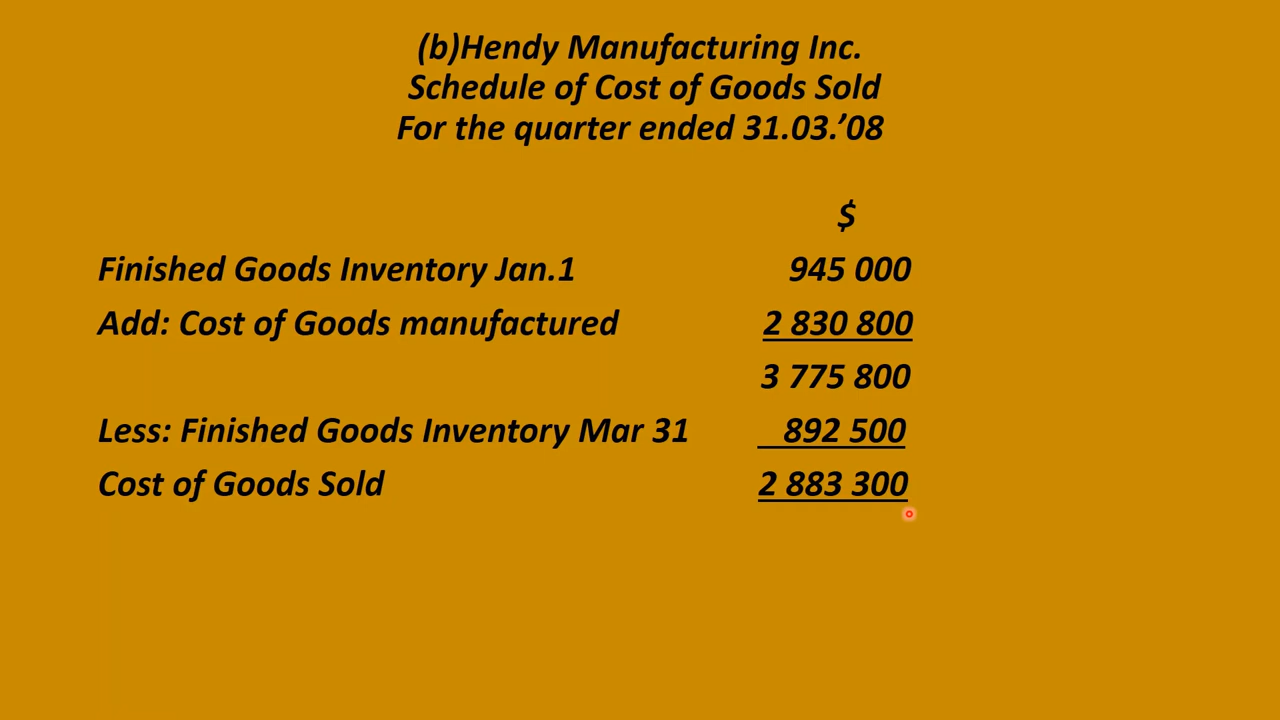 (b)Hendy Manufacturing Inc.
Schedule of Cost of Goods Sold
For the quarter ended 31.03.’08
$
Finished Goods Inventory Jan.1 945 000
Add: Cost of Goods manufactured 2 830 800
3 775 800
Less: Finished Goods Inventory Mar 31 892 500
Cost of Goods Sold 2 883 300